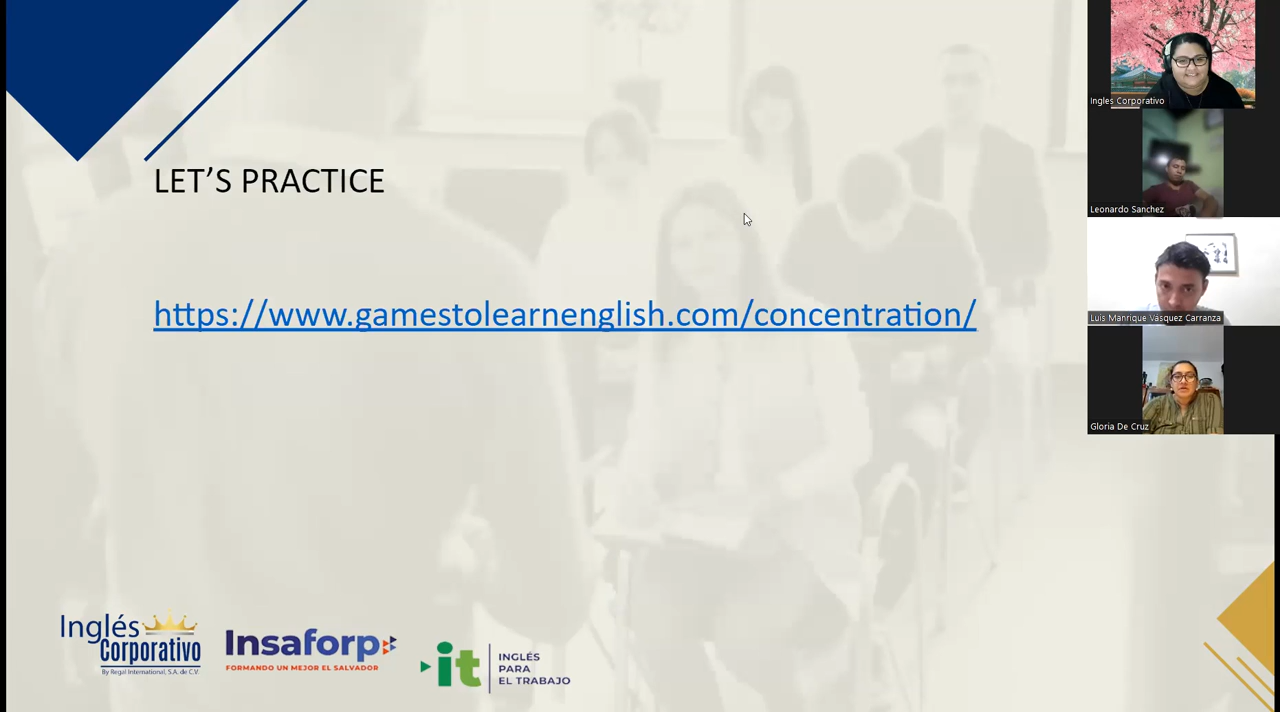 LET’S PRACTICE
https://www.gamestolearnenglish.com/concentration/
Inglés
Corporativo
By Regal International, S.A. de C.V.
Insaforp
FORMANDO UN MEJOR EL SALVADOR
it
INGLÉS
PARA
EL TRABAJO
Ingles Corporativo
Leonardo Sanchez
Luis Manrique Vasquez Carranza
Gloria De Cruz